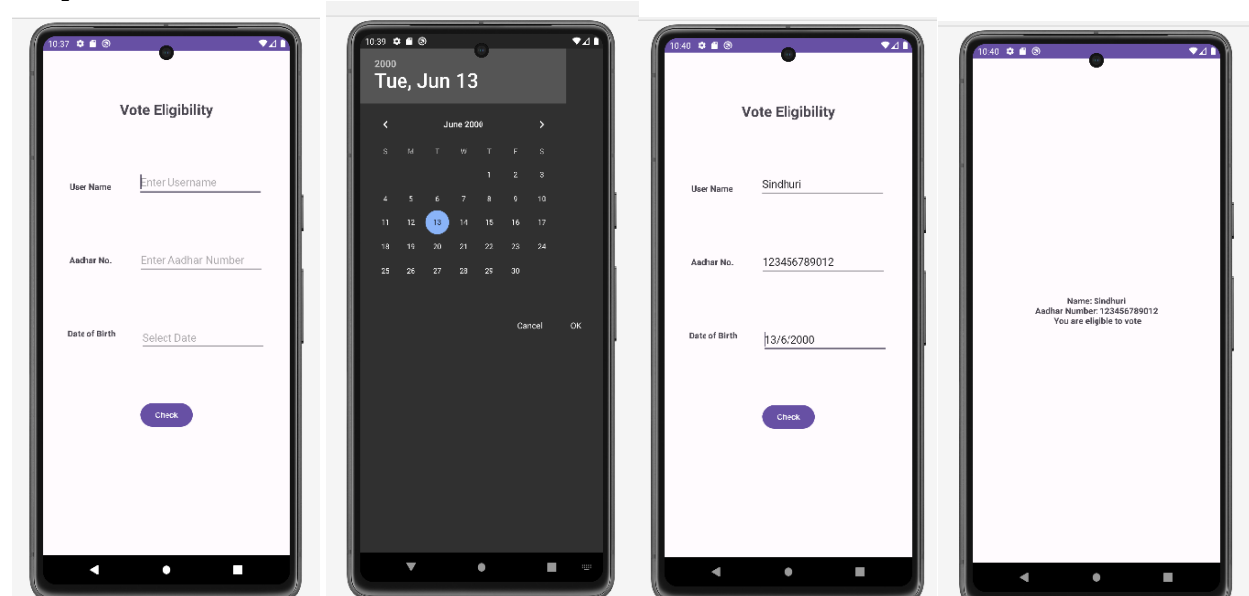 10:37
Vote Eligibility
User Name
Enter Username
Aadhar No.
Enter Aadhar Number
Date of Birth
Select Date
Check
10:39
2000
Tue, Jun 13
June 2000
S M T W T F S
1 2 3
4 5 6 7 8 9 10
11 12 13 14 15 16 17
18 19 20 21 22 23 24
25 26 27 28 29 30
Cancel OK
10:40
Vote Eligibility
User Name
Sindhuri
Aadhar No.
123456789012
Date of Birth
13/6/2000
Check
10:40
Name: Sindhuri
Aadhar Number: 123456789012
You are eligible to vote